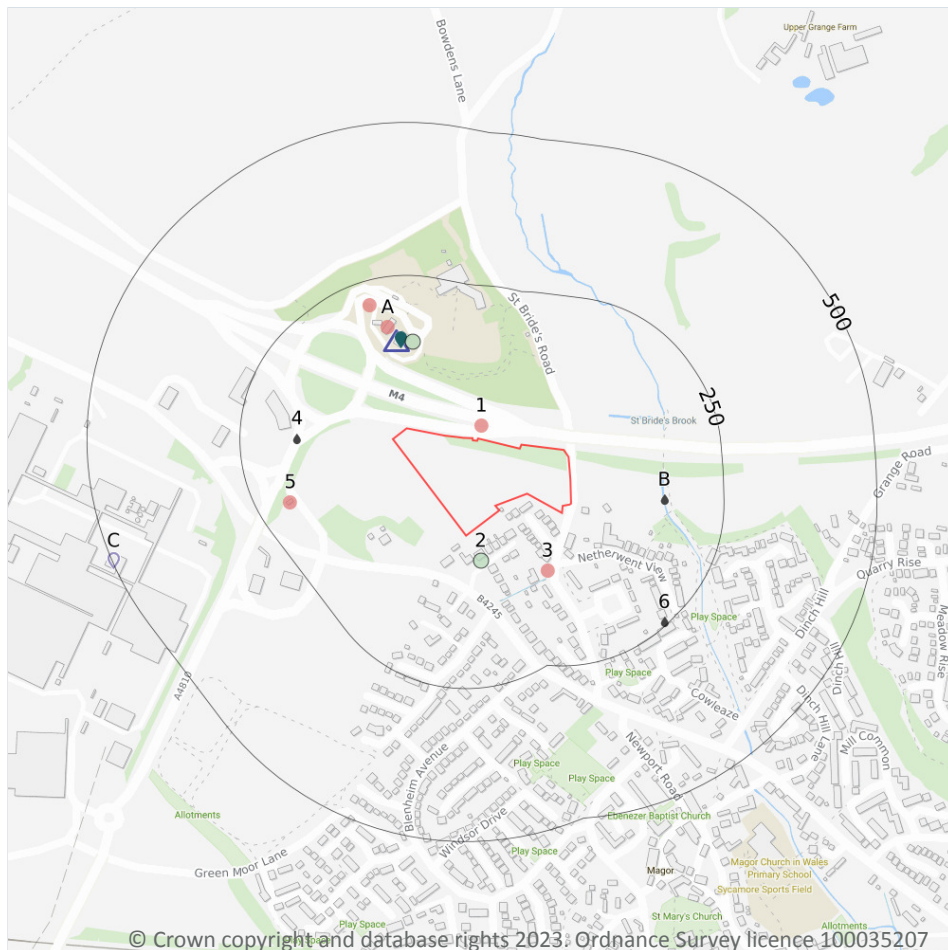 Upper Grange Farm
Bowdens Lane
500
St Bride's Road
A
M4
1
250
St Bride's Brook
4
Grange Road
B
5
C
2
3
Netherwent View
Quarry Rise
B4245
6
Play Space
Dinch Hill
Meadow Rise
Dinch Hill
Play Space
A4810
Cowleaze
Dinch Hill Lane
Mill Common
Newport Road
Blenheim Avenue
Play Space
Play Space
Allotments
Windsor Drive
Ebenezer Baptist Church
Play Space
Green Moor Lane
Magor
Magor Church in Wales
Primary School
Sycamore Sports Field
St Mary's Church
Play Space
Allotments
© Crown copyright and database rights 2023. Ordnance Survey licence 100035207